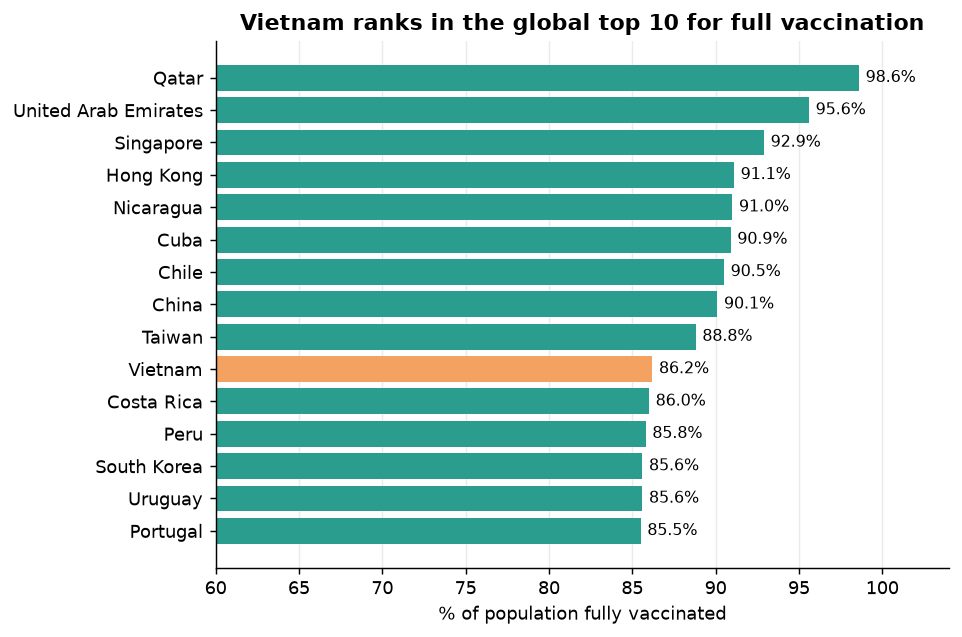 Vietnam ranks in the global top 10 for full vaccination
Qatar 98.6%
United Arab Emirates 95.6%
Singapore 92.9%
Hong Kong 91.1%
Nicaragua 91.0%
Cuba 90.9%
Chile 90.5%
China 90.1%
Taiwan 88.8%
Vietnam 86.2%
Costa Rica 86.0%
Peru 85.8%
South Korea 85.6%
Uruguay 85.6%
Portugal 85.5%
60 65 70 75 80 85 90 95 100
% of population fully vaccinated